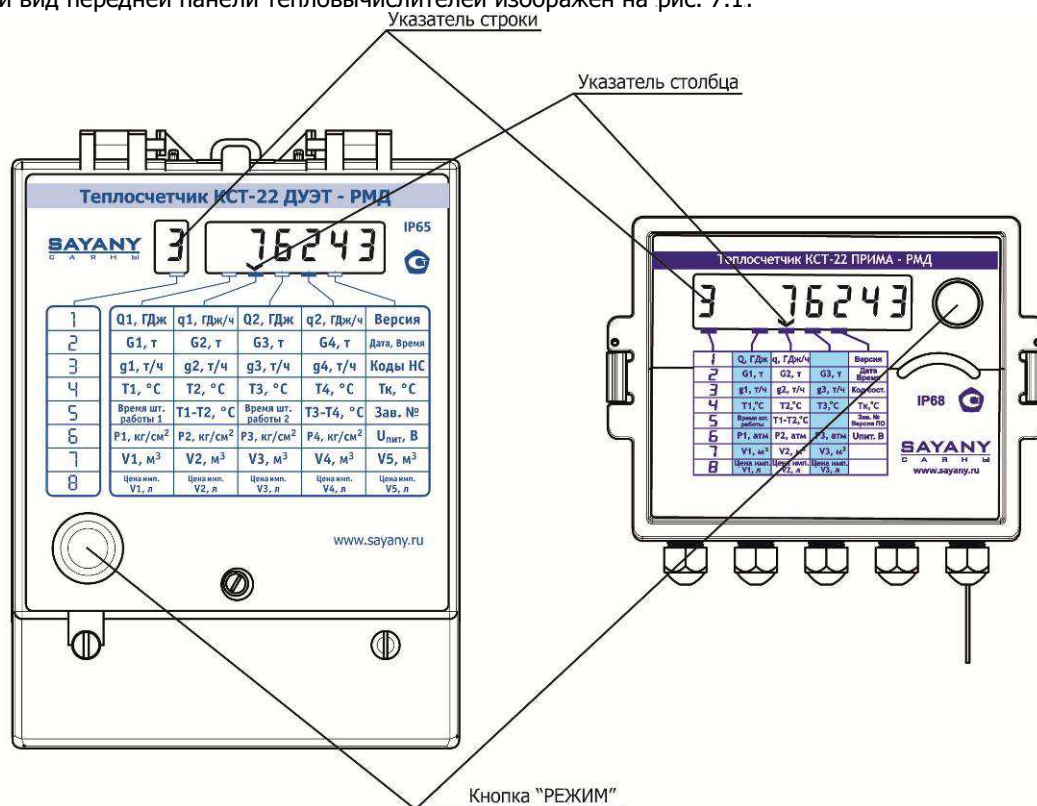 й вид передней панели тепловычислителей изображен на рис. 7.1.
Указатель строки
Указатель столбца
Теплосчетчик КСТ-22 ДУЭТ - РМД
IP65
SAYANY
САЯНЫ
3 76243
1 Q1, ГДж q1, ГДж/ч Q2, ГДж q2, ГДж/ч Версия
2 G1, т G2, т G3, т G4, т Дата, Время
3 g1, т/ч g2, т/ч g3, т/ч g4, т/ч Коды НС
4 T1, °C T2, °C T3, °C T4, °C Tк, °C
5 Время шт. работы 1 T1-T2, °C Время шт. работы 2 T3-T4, °C Зав. №
6 P1, кг/см² P2, кг/см² P3, кг/см² P4, кг/см² Uпит, В
7 V1, м³ V2, м³ V3, м³ V4, м³ V5, м³
8 Цена имп. V1, л Цена имп. V2, л Цена имп. V3, л Цена имп. V4, л Цена имп. V5, л
www.sayany.ru
Теплосчетчик КСТ-22 ПРИМА - РМД
3 76243
1 Q, ГДж q, ГДж/ч Версия
2 G1, т G2, т G3, т Дата Время
3 g1, т/ч g2, т/ч g3, т/ч Код сост.
4 T1,°C T2,°C T3,°C Tк,°C
5 Время шт. работы T1-T2,°C Зав. № Версия ПО
6 P1, атм P2, атм P3, атм Uпит. В
7 V1, м³ V2, м³ V3, м³
8 Цена имп. V1, л Цена имп. V2, л Цена имп. V3, л
IP68
SAYANY
САЯНЫ
www.sayany.ru
Кнопка “РЕЖИМ”